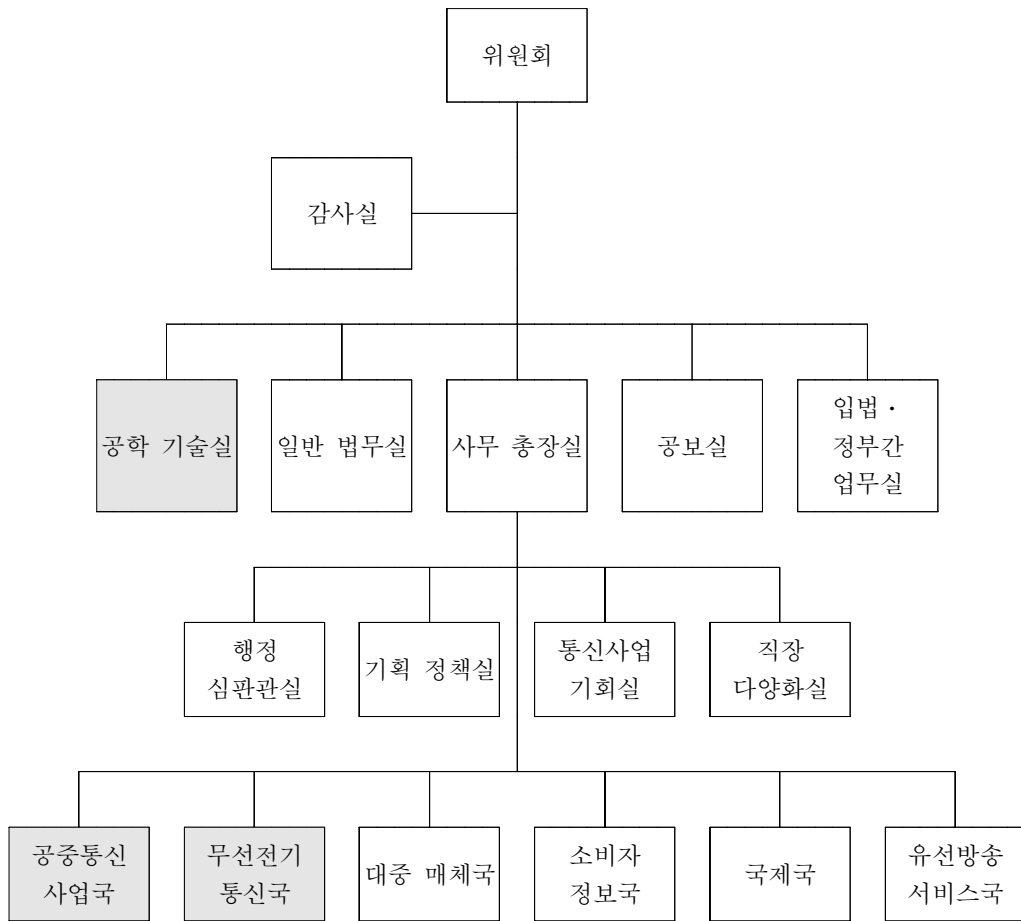 위원회
감사실
공학 기술실
일반 법무실
사무 총장실
공보실
입법·
정부간
업무실
행정
심판관실
기획 정책실
통신사업
기회실
직장
다양화실
공중통신
사업국
무선전기
통신국
대중 매체국
소비자
정보국
국제국
유선방송
서비스국